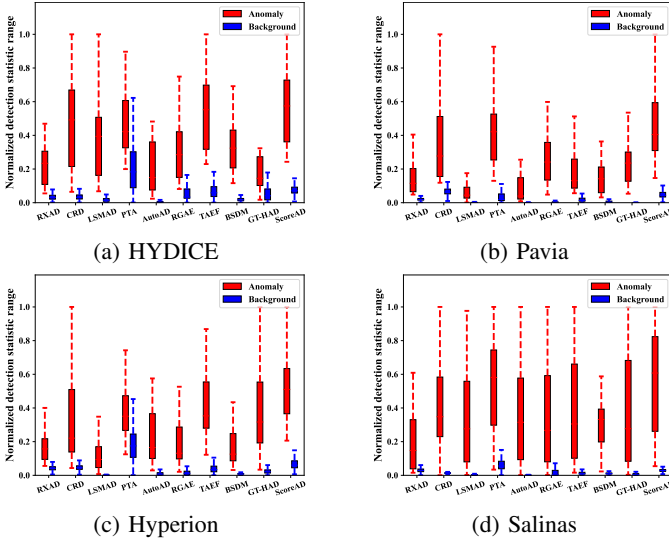 Normalized detection statistic range
1.0
0.8
0.6
0.4
0.2
0.0
Anomaly
Background
RXAD CRD LSMAD PTA AutoAD RGAE TAEF BSDM GT-HAD ScoreAD
(a) HYDICE
Normalized detection statistic range
1.0
0.8
0.6
0.4
0.2
0.0
Anomaly
Background
RXAD CRD LSMAD PTA AutoAD RGAE TAEF BSDM GT-HAD ScoreAD
(b) Pavia
Normalized detection statistic range
1.0
0.8
0.6
0.4
0.2
0.0
Anomaly
Background
RXAD CRD LSMAD PTA AutoAD RGAE TAEF BSDM GT-HAD ScoreAD
(c) Hyperion
Normalized detection statistic range
1.0
0.8
0.6
0.4
0.2
0.0
Anomaly
Background
RXAD CRD LSMAD PTA AutoAD RGAE TAEF BSDM GT-HAD ScoreAD
(d) Salinas